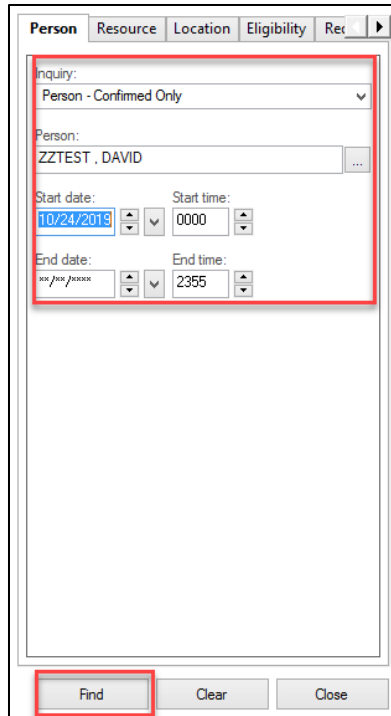 Person Resource Location Eligibility Rec
Inquiry:
Person - Confirmed Only
Person:
ZZTEST , DAVID
...
Start date: Start time:
10/24/2019 0000
End date: End time:
**/**/**** 2355
Find Clear Close